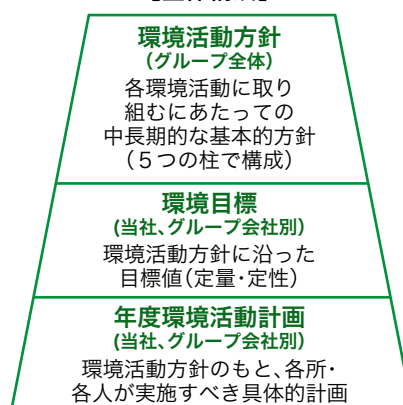 環境活動方針
（グループ全体）
各環境活動に取り
組むにあたっての
中長期的な基本的方針
（５つの柱で構成）
環境目標
(当社、グループ会社別)
環境活動方針に沿った
目標値（定量・定性）
年度環境活動計画
(当社、グループ会社別)
環境活動方針のもと、各所・
各人が実施すべき具体的計画